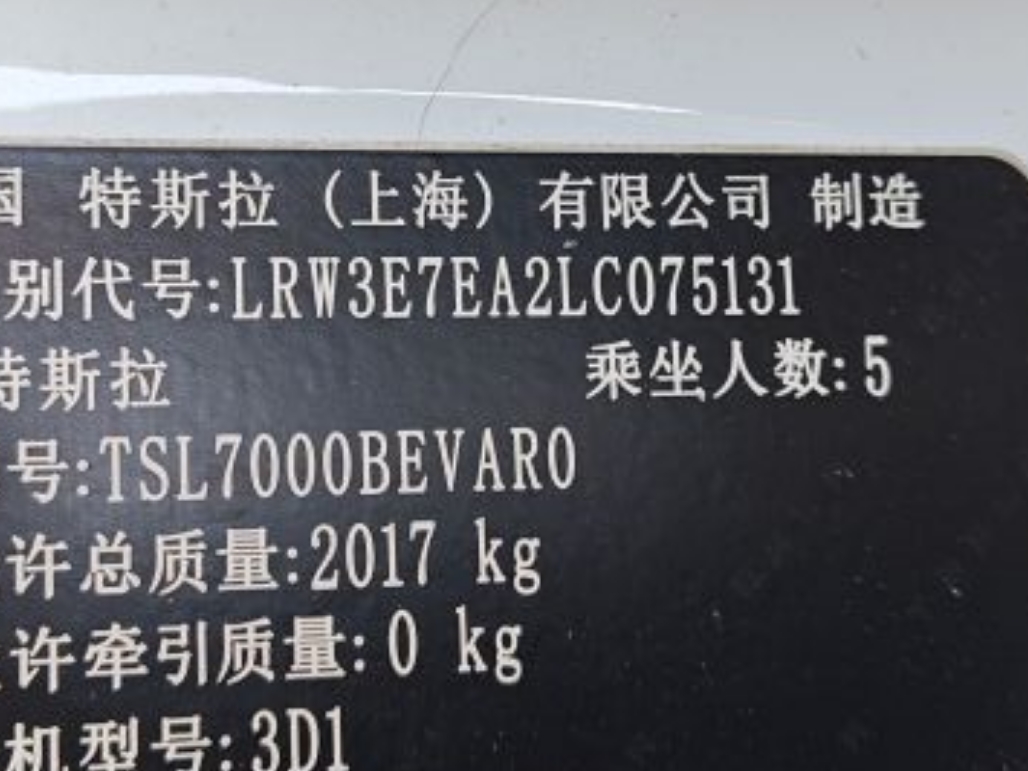 国 特斯拉（上海）有限公司 制造
别代号:LRW3E7EA2LC075131
特斯拉 乘坐人数:5
号:TSL7000BEVAR0
许总质量:2017 kg
许牵引质量:0 kg
机型号:3D1